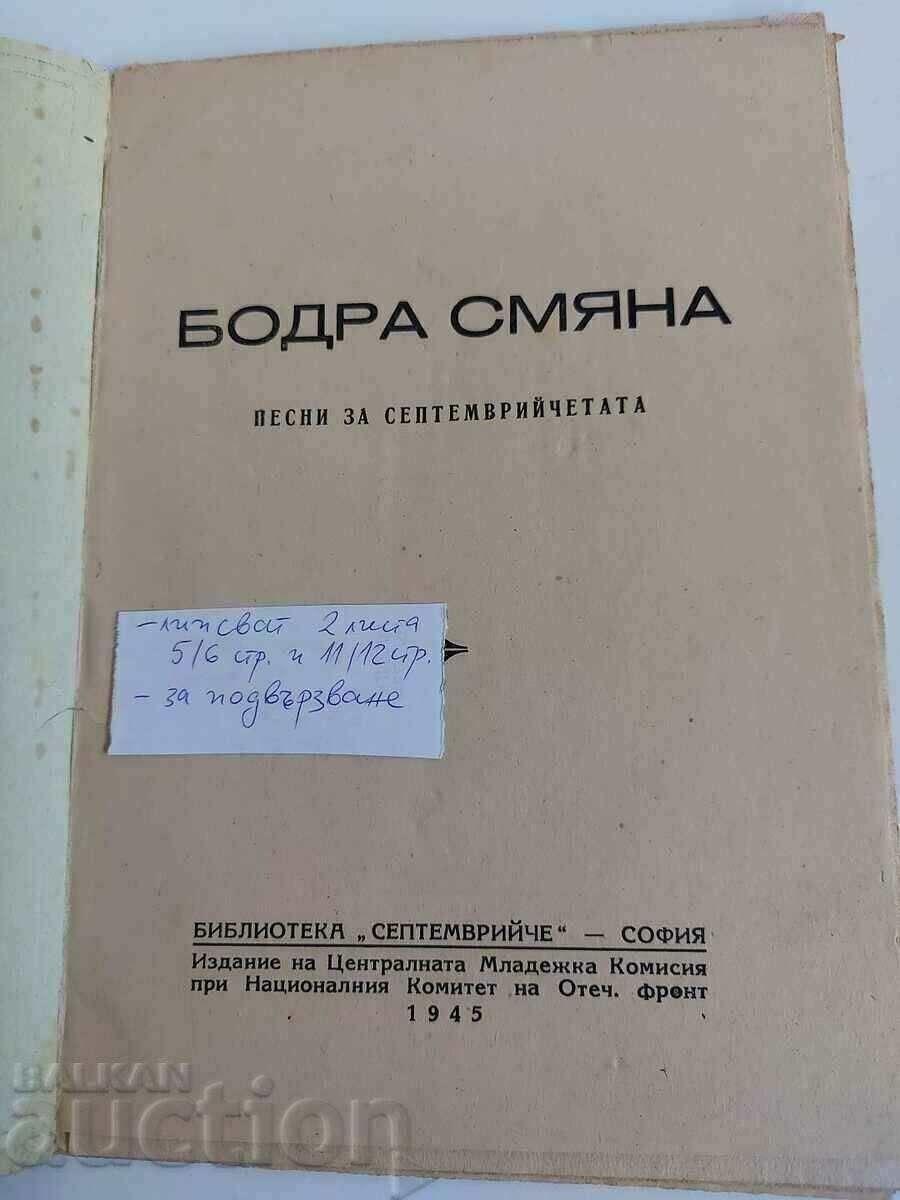 БОДРА СМЯНА
ПЕСНИ ЗА СЕПТЕМВРИЙЧЕТАТА
- липсват 2 листа
5/6 стр. и 11/12 стр.
- за подвързване
БИБЛИОТЕКА „СЕПТЕМВРИЙЧЕ“ — СОФИЯ
Издание на Централната Младежка Комисия
при Националния Комитет на Отеч. фронт
1945
BALKAN
auction